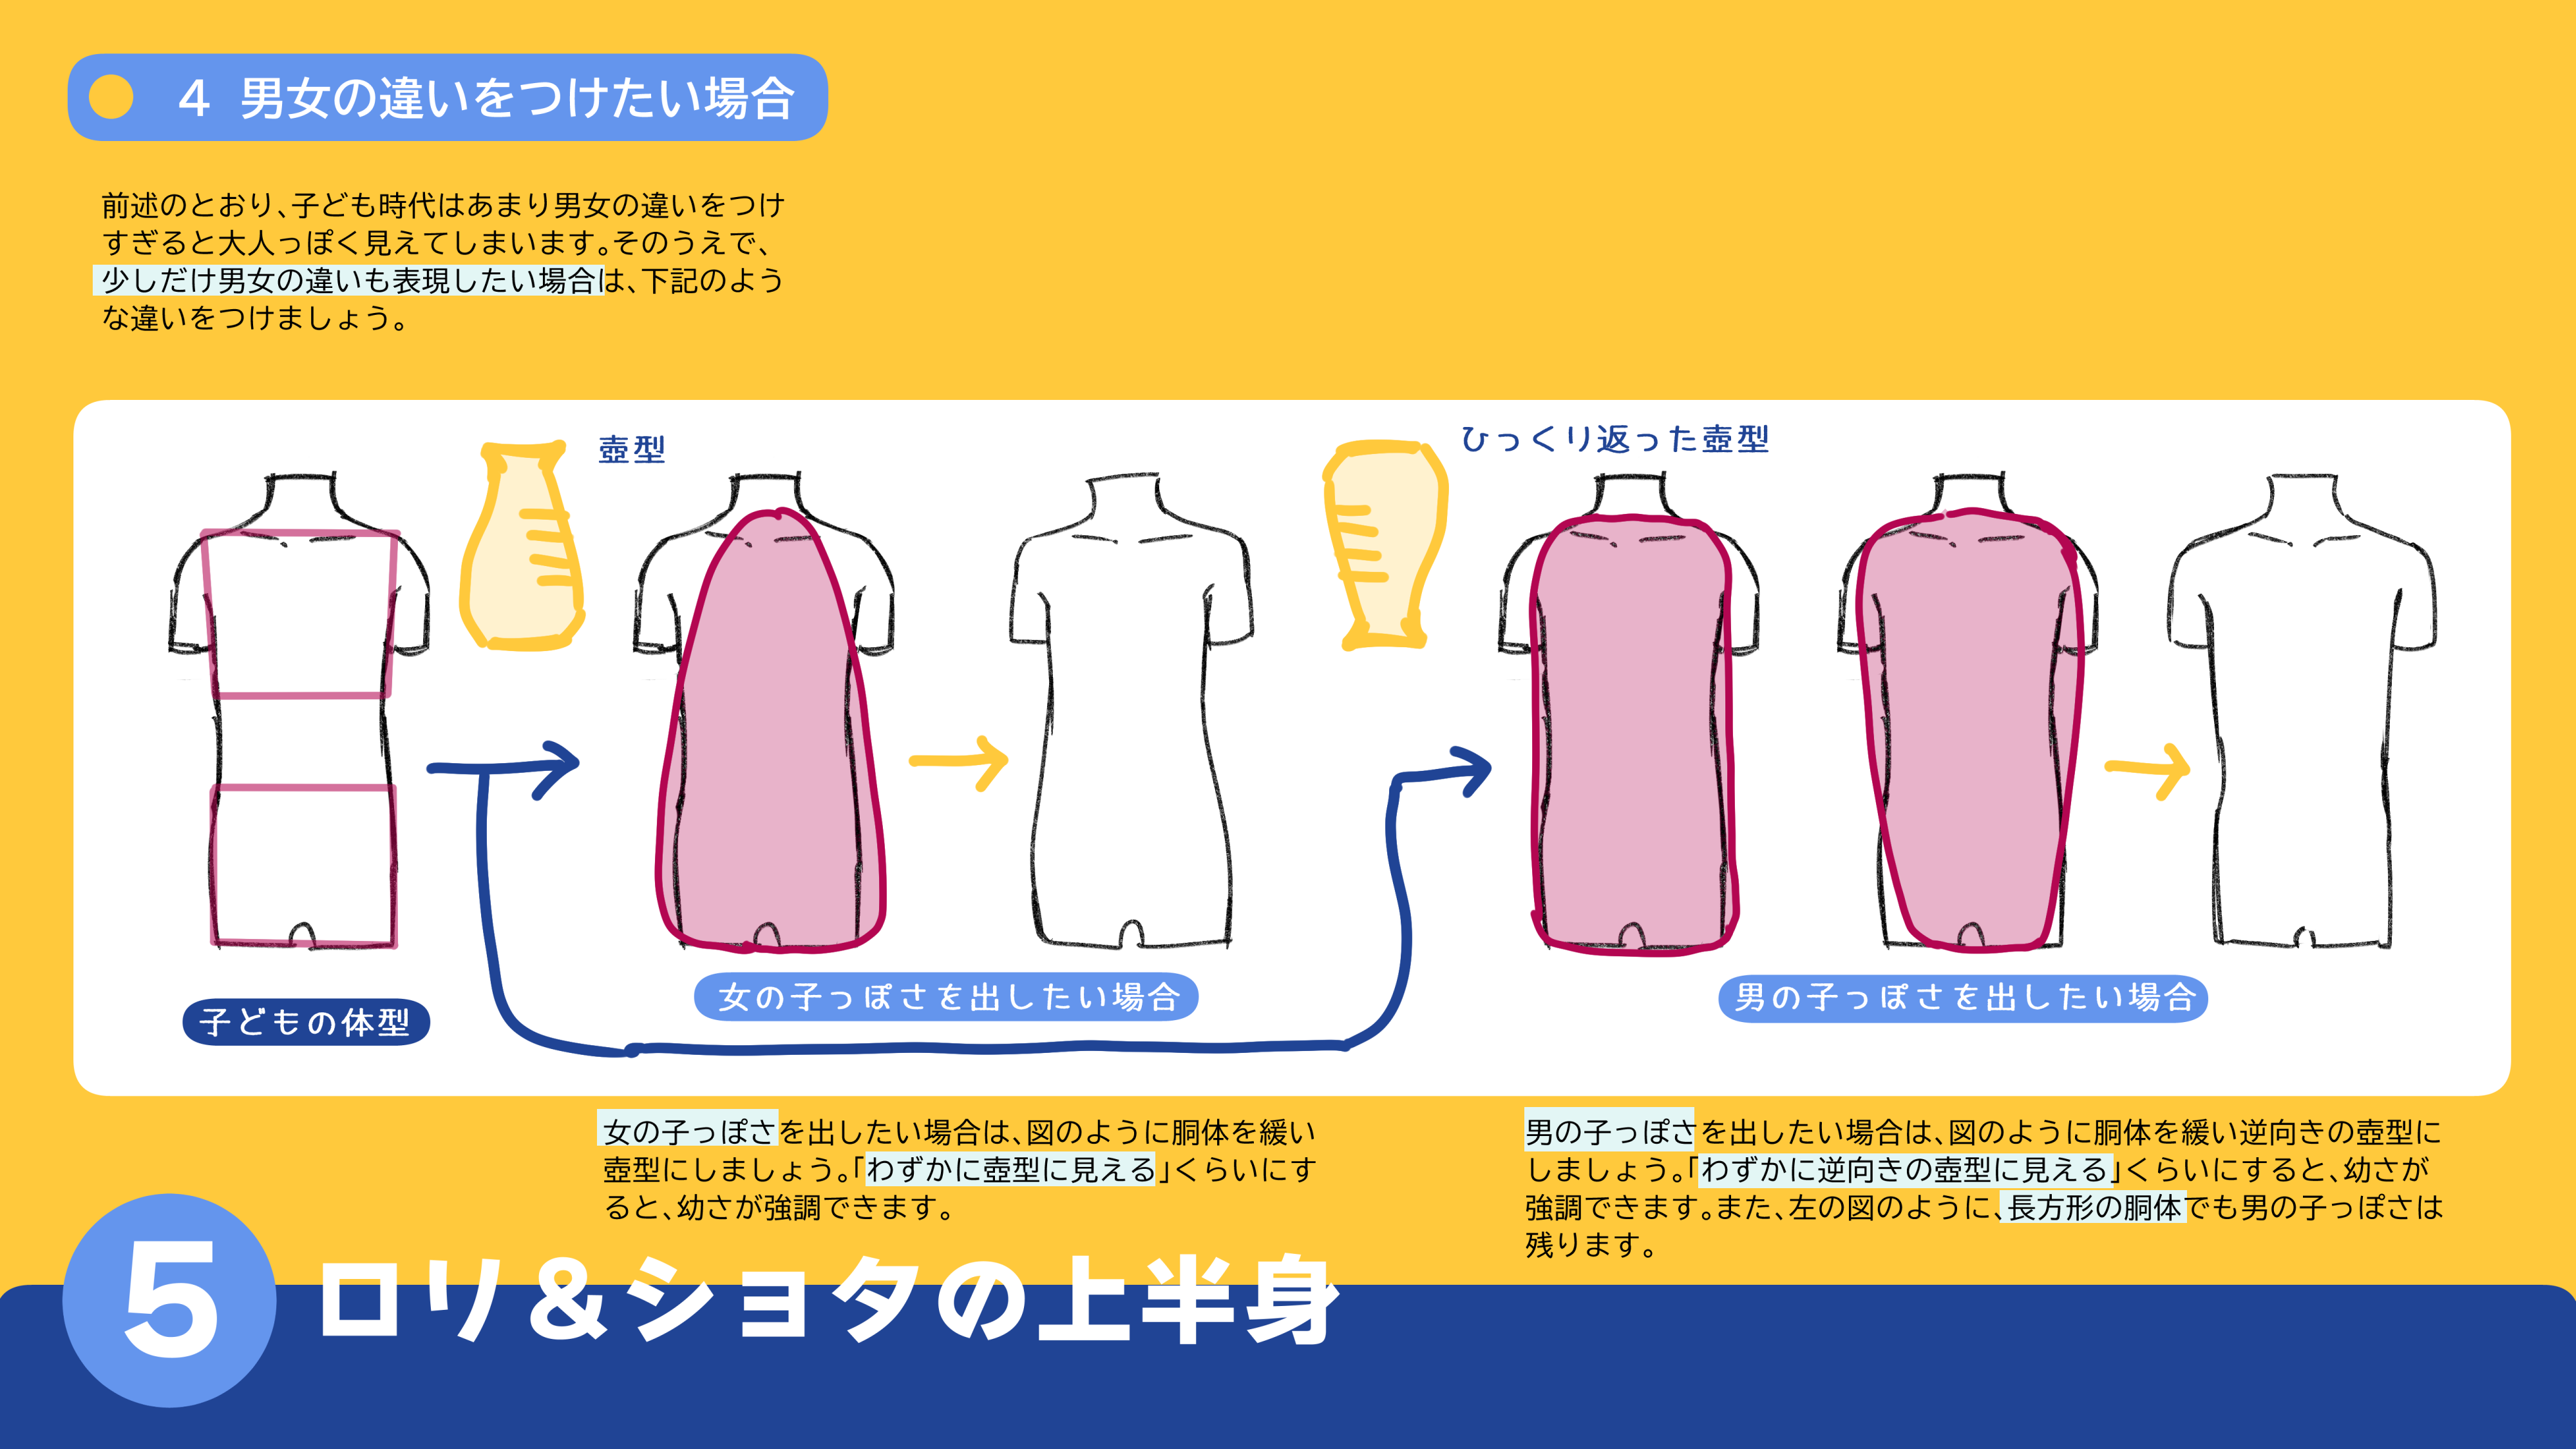 4 男女の違いをつけたい場合
前述のとおり、子ども時代はあまり男女の違いをつけ
すぎると大人っぽく見えてしまいます。そのうえで、
少しだけ男女の違いも表現したい場合は、下記のよう
な違いをつけましょう。
壺型
ひっくり返った壺型
子どもの体型
女の子っぽさを出したい場合
男の子っぽさを出したい場合
女の子っぽさを出したい場合は、図のように胴体を緩い
壺型にしましょう。「わずかに壺型に見える」くらいにす
ると、幼さが強調できます。
男の子っぽさを出したい場合は、図のように胴体を緩い逆向きの壺型に
しましょう。「わずかに逆向きの壺型に見える」くらいにすると、幼さが
強調できます。また、左の図のように、長方形の胴体でも男の子っぽさは
残ります。
5 ロリ&ショタの上半身